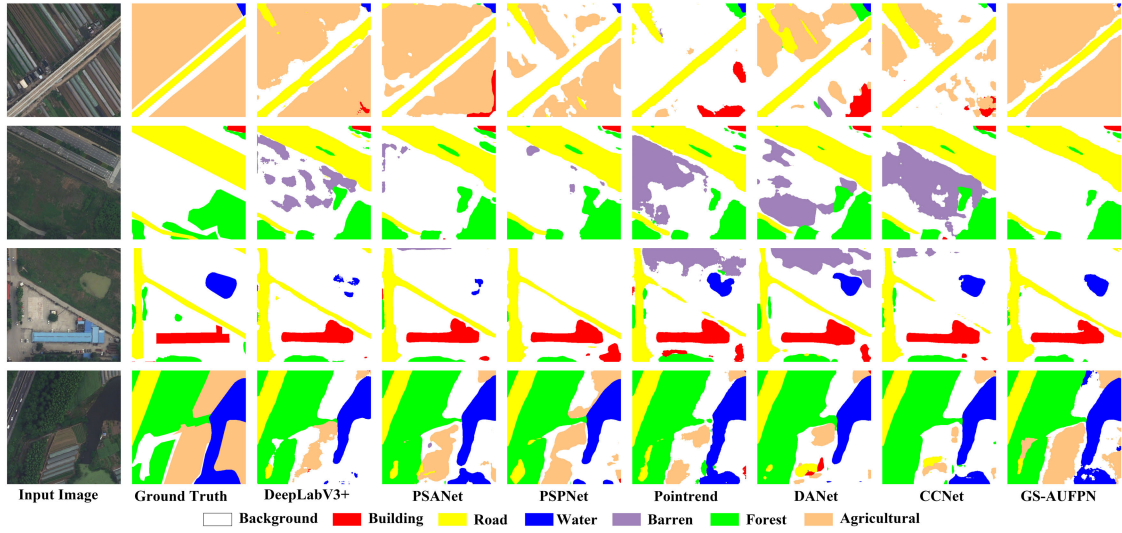 Input Image Ground Truth DeepLabV3+ PSANet PSPNet Pointrend DANet CCNet GS-AUFPN
Background Building Road Water Barren Forest Agricultural